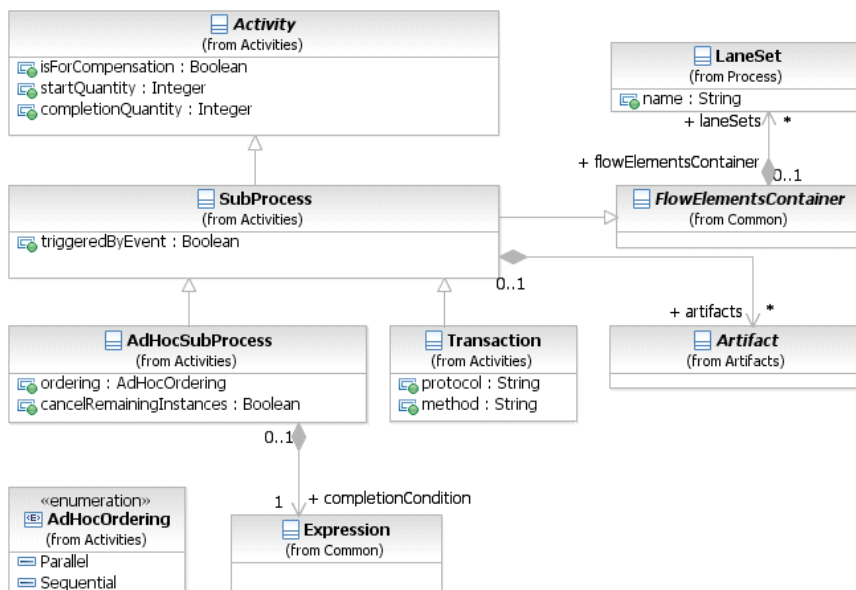 Activity
(from Activities)
isForCompensation : Boolean
startQuantity : Integer
completionQuantity : Integer
LaneSet
(from Process)
name : String
+ laneSets *
+ flowElementsContainer
0..1
SubProcess
(from Activities)
triggeredByEvent : Boolean
FlowElementsContainer
(from Common)
0..1
+ artifacts *
AdHocSubProcess
(from Activities)
ordering : AdHocOrdering
cancelRemainingInstances : Boolean
Transaction
(from Activities)
protocol : String
method : String
Artifact
(from Artifacts)
0..1
1 + completionCondition
«enumeration»
AdHocOrdering
(from Activities)
Parallel
Sequential
Expression
(from Common)